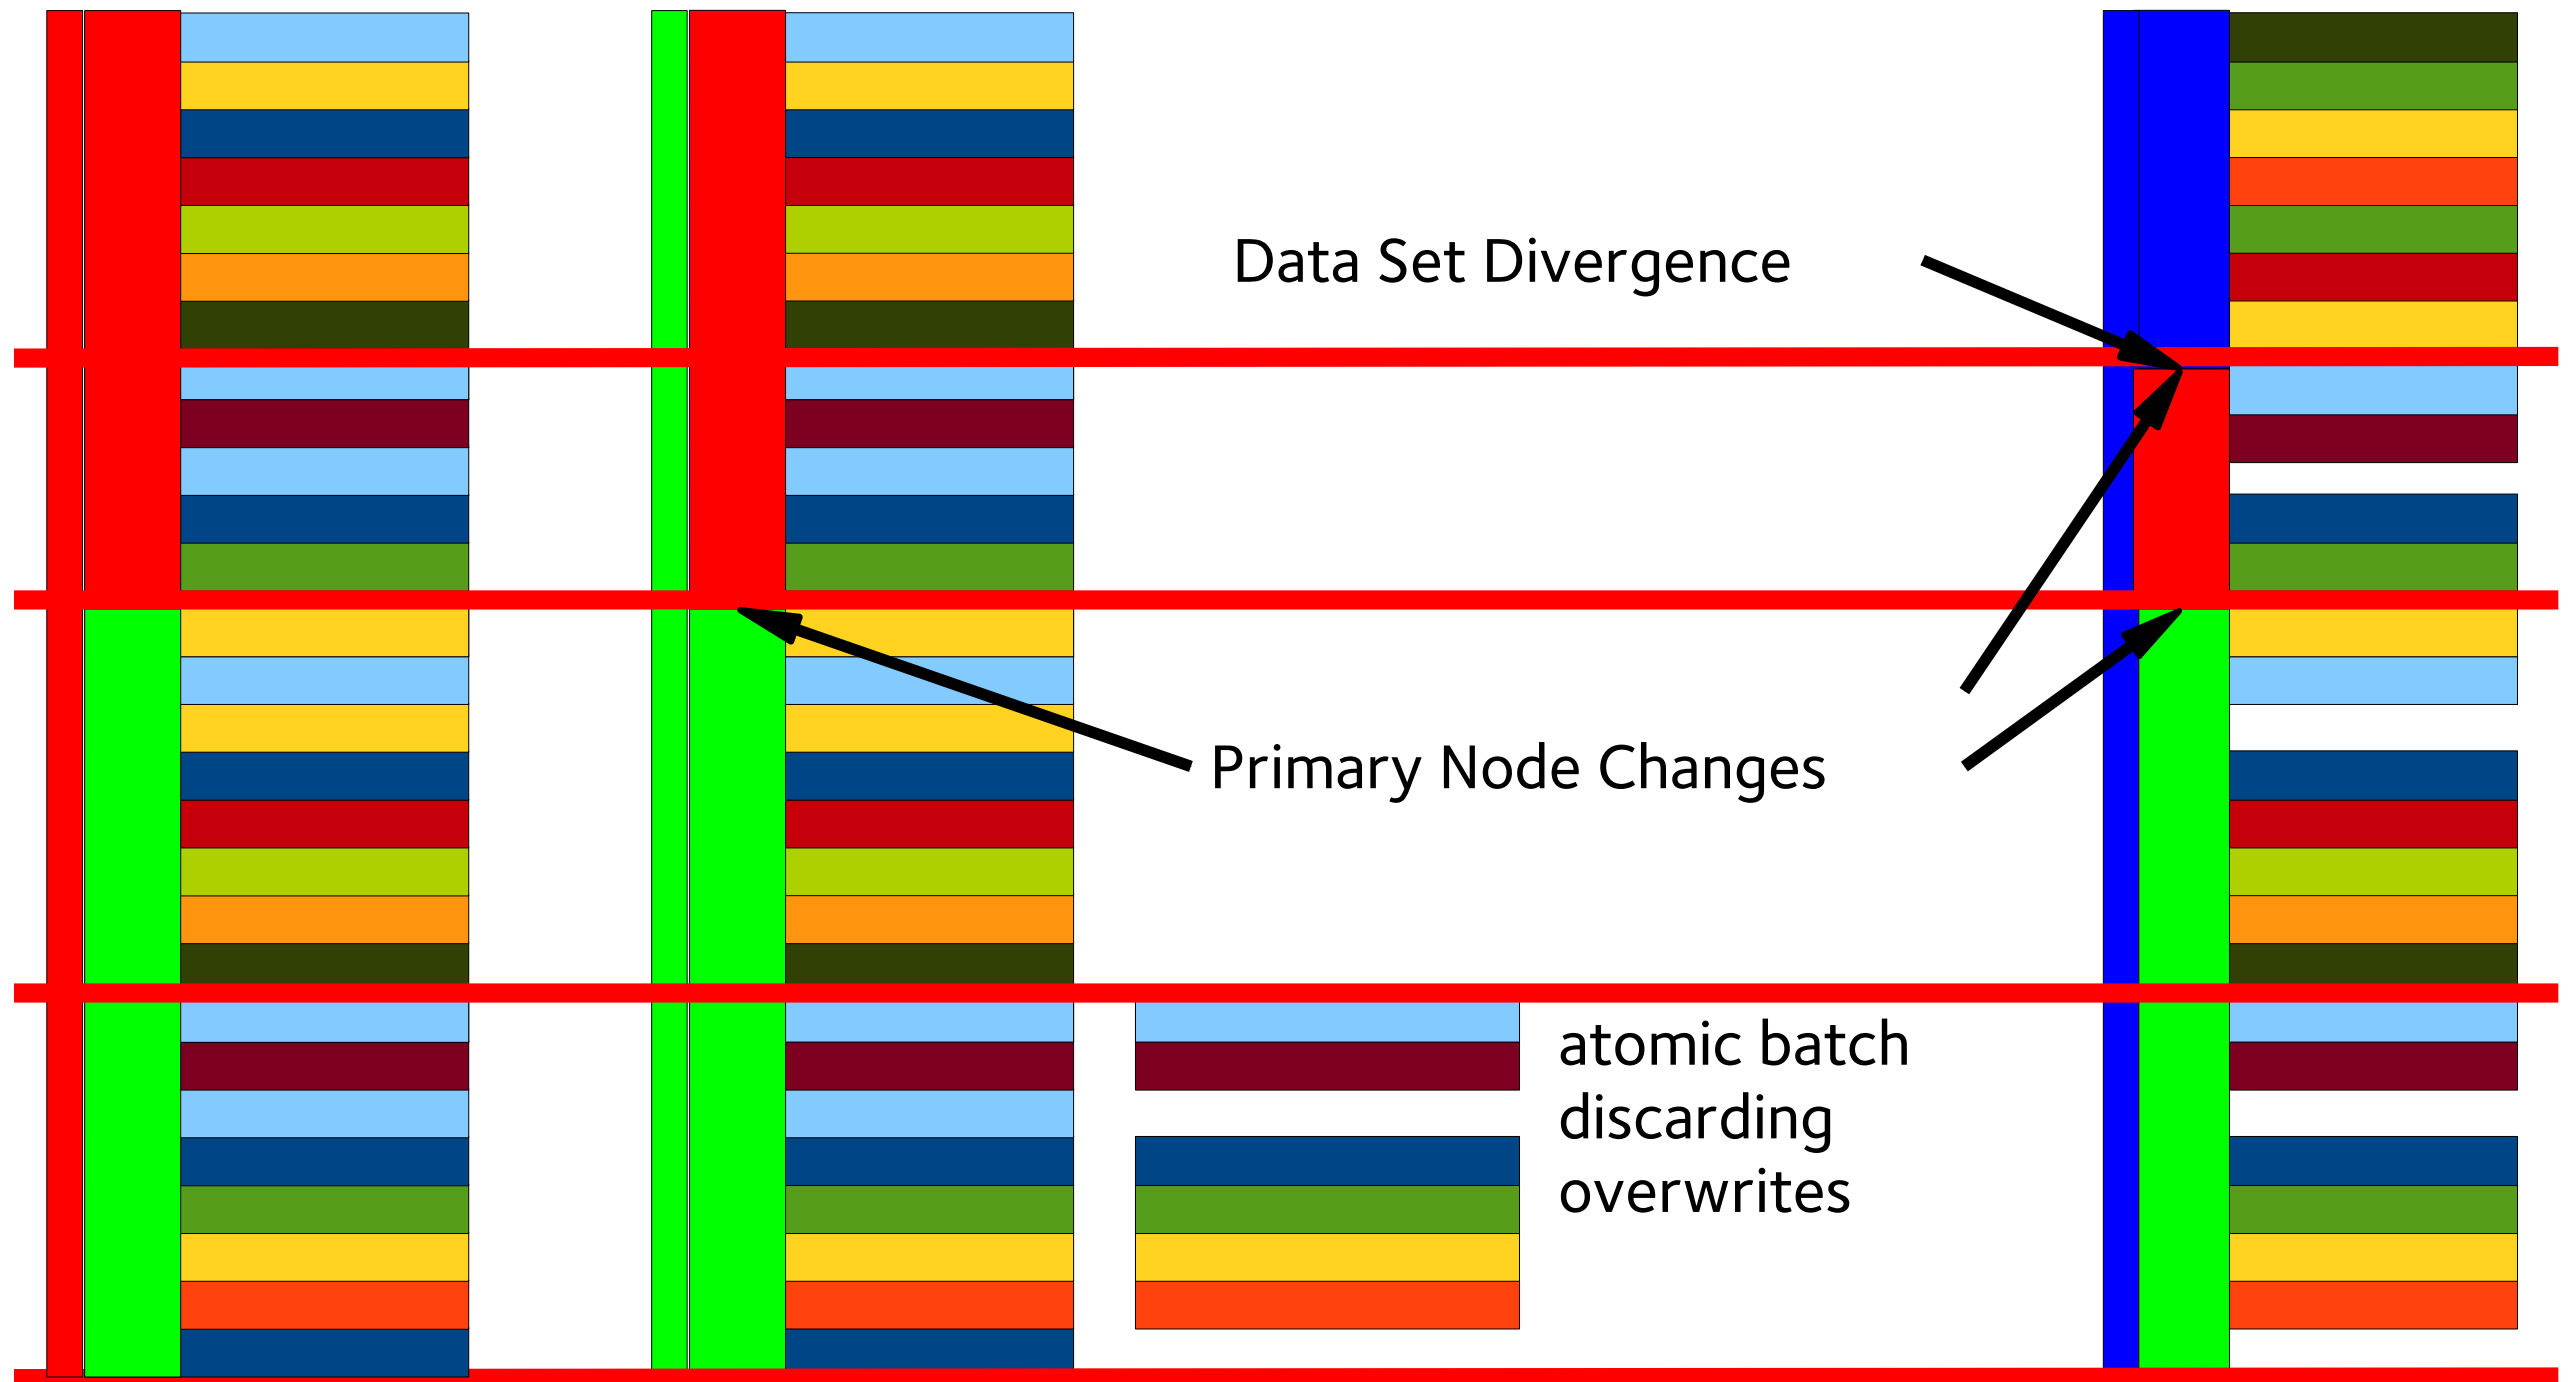 Data Set Divergence
Primary Node Changes
atomic batch
discarding
overwrites